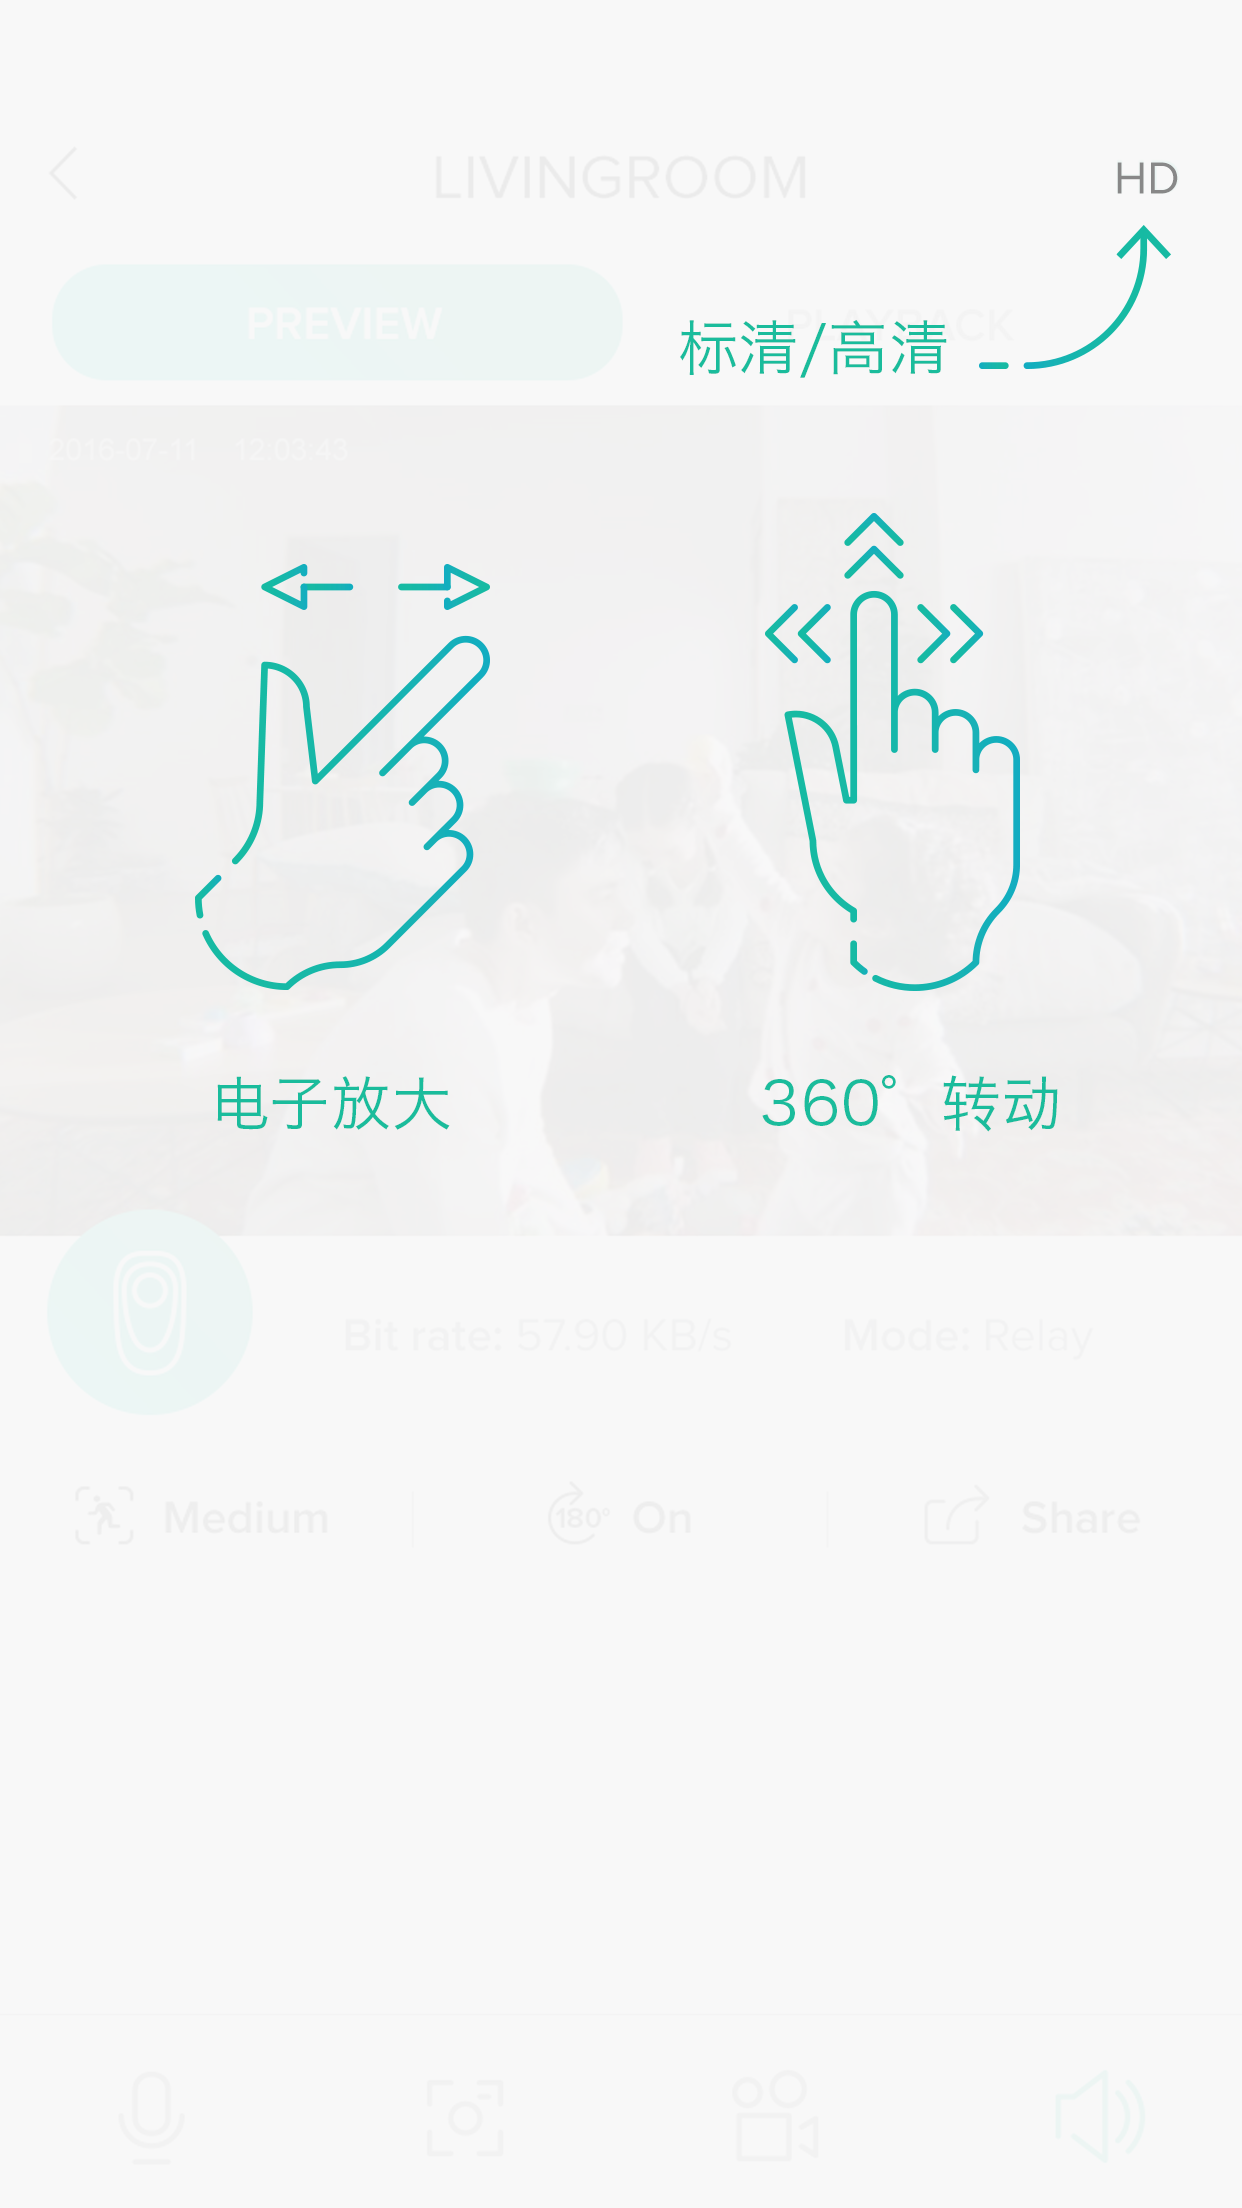 LIVINGROOM
HD
PREVIEW
PLAYBACK
标清/高清
2016-07-11 12:03:43
电子放大
360° 转动
Bit rate: 57.90 KB/s
Mode: Relay
Medium
180°
On
Share